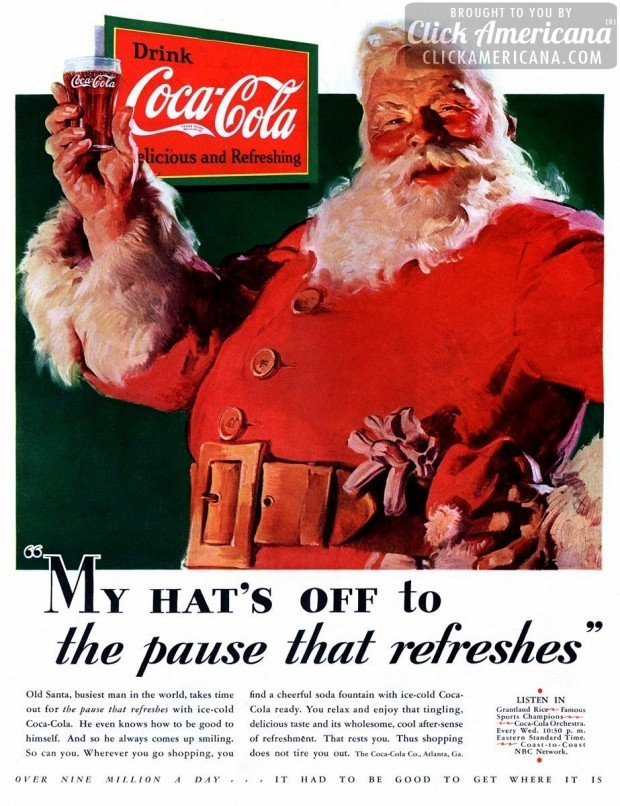 BROUGHT TO YOU BY
Click Americana (R)
CLICKAMERICANA.COM
Drink
Coca-Cola
elicious and Refreshing
Coca-Cola
"MY HAT'S OFF to
the pause that refreshes"
Old Santa, busiest man in the world, takes time
out for the pause that refreshes with ice-cold
Coca-Cola. He even knows how to be good to
himself. And so he always comes up smiling.
So can you. Wherever you go shopping, you
find a cheerful soda fountain with ice-cold Coca-
Cola ready. You relax and enjoy that tingling,
delicious taste and its wholesome, cool after-sense
of refreshment. That rests you. Thus shopping
does not tire you out. The Coca-Cola Co., Atlanta, Ga.
LISTEN IN
Grantland Rice Famous
Sports Champions
Coca-Cola Orchestra.
Every Wed. 10:30 p. m.
Eastern Standard Time.
Coast-to-Coast
NBC Network.
OVER NINE MILLION A DAY . . . IT HAD TO BE GOOD TO GET WHERE IT IS